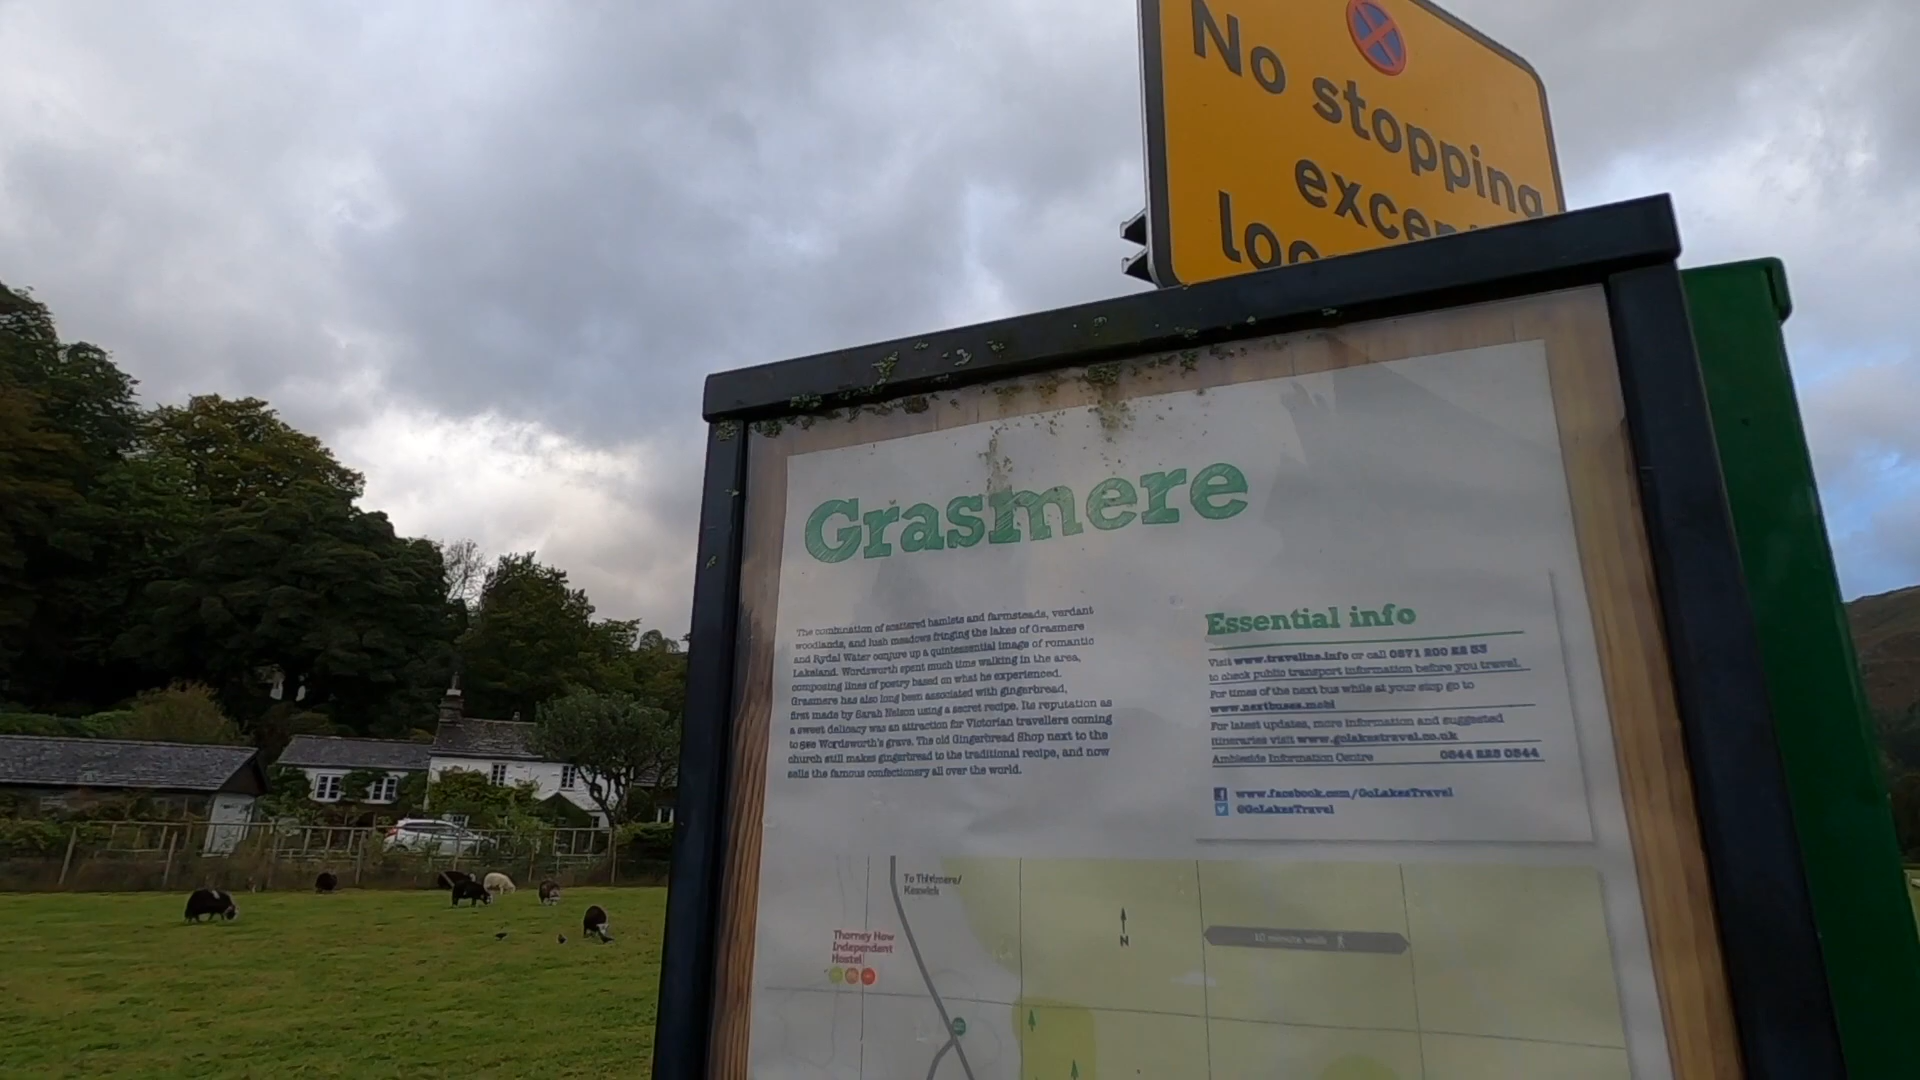 No stopping
Grasmere
The combination of scattered hamlets and farmsteads, verdant
woodlands, and lush meadows fringing the lakes of Grasmere
and Rydal Water conjure up a quintessential image of romantic
Lakeland. Wordsworth spent much time walking in the area,
composing lines of poetry based on what he experienced.
Grasmere has also long been associated with gingerbread,
first made by Sarah Nelson using a secret recipe. Its reputation as
a sweet delicacy was an attraction for Victorian travellers coming
to see Wordsworth's grave. The old Gingerbread Shop next to the
church still makes gingerbread to the traditional recipe, and now
sells the famous confectionery all over the world.
Essential info
Visit www.traveline.info or call 0871 200 22 33
to check public transport information before you travel.
For times of the next bus while at your stop go to
www.nextbuses.mobi
For latest updates, more information and suggested
itineraries visit www.golakestravel.co.uk
Ambleside Information Centre 0844 225 0544
www.facebook.com/GoLakesTravel
@GoLakesTravel
To Thirlmere/
Keswick
Thorney How
Independent
Hostel
N
10 minute walk